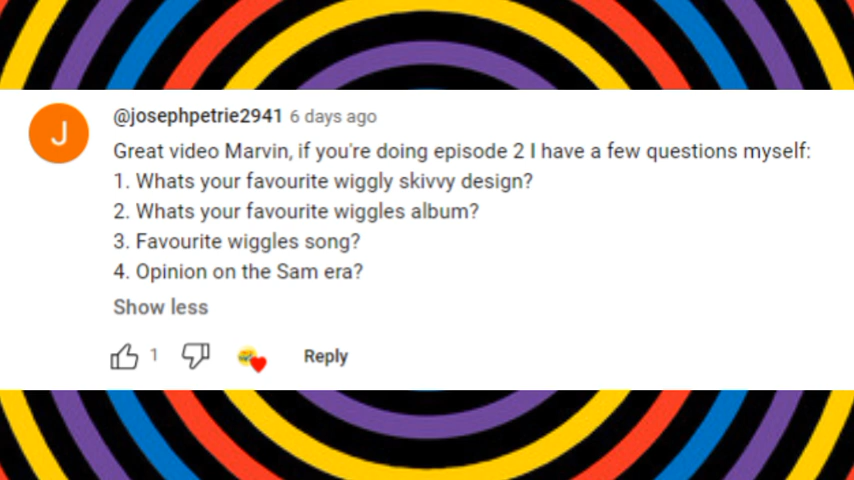 J
@josephpetrie2941 6 days ago
Great video Marvin, if you're doing episode 2 I have a few questions myself:
1. Whats your favourite wiggly skivvy design?
2. Whats your favourite wiggles album?
3. Favourite wiggles song?
4. Opinion on the Sam era?
Show less
1 Reply